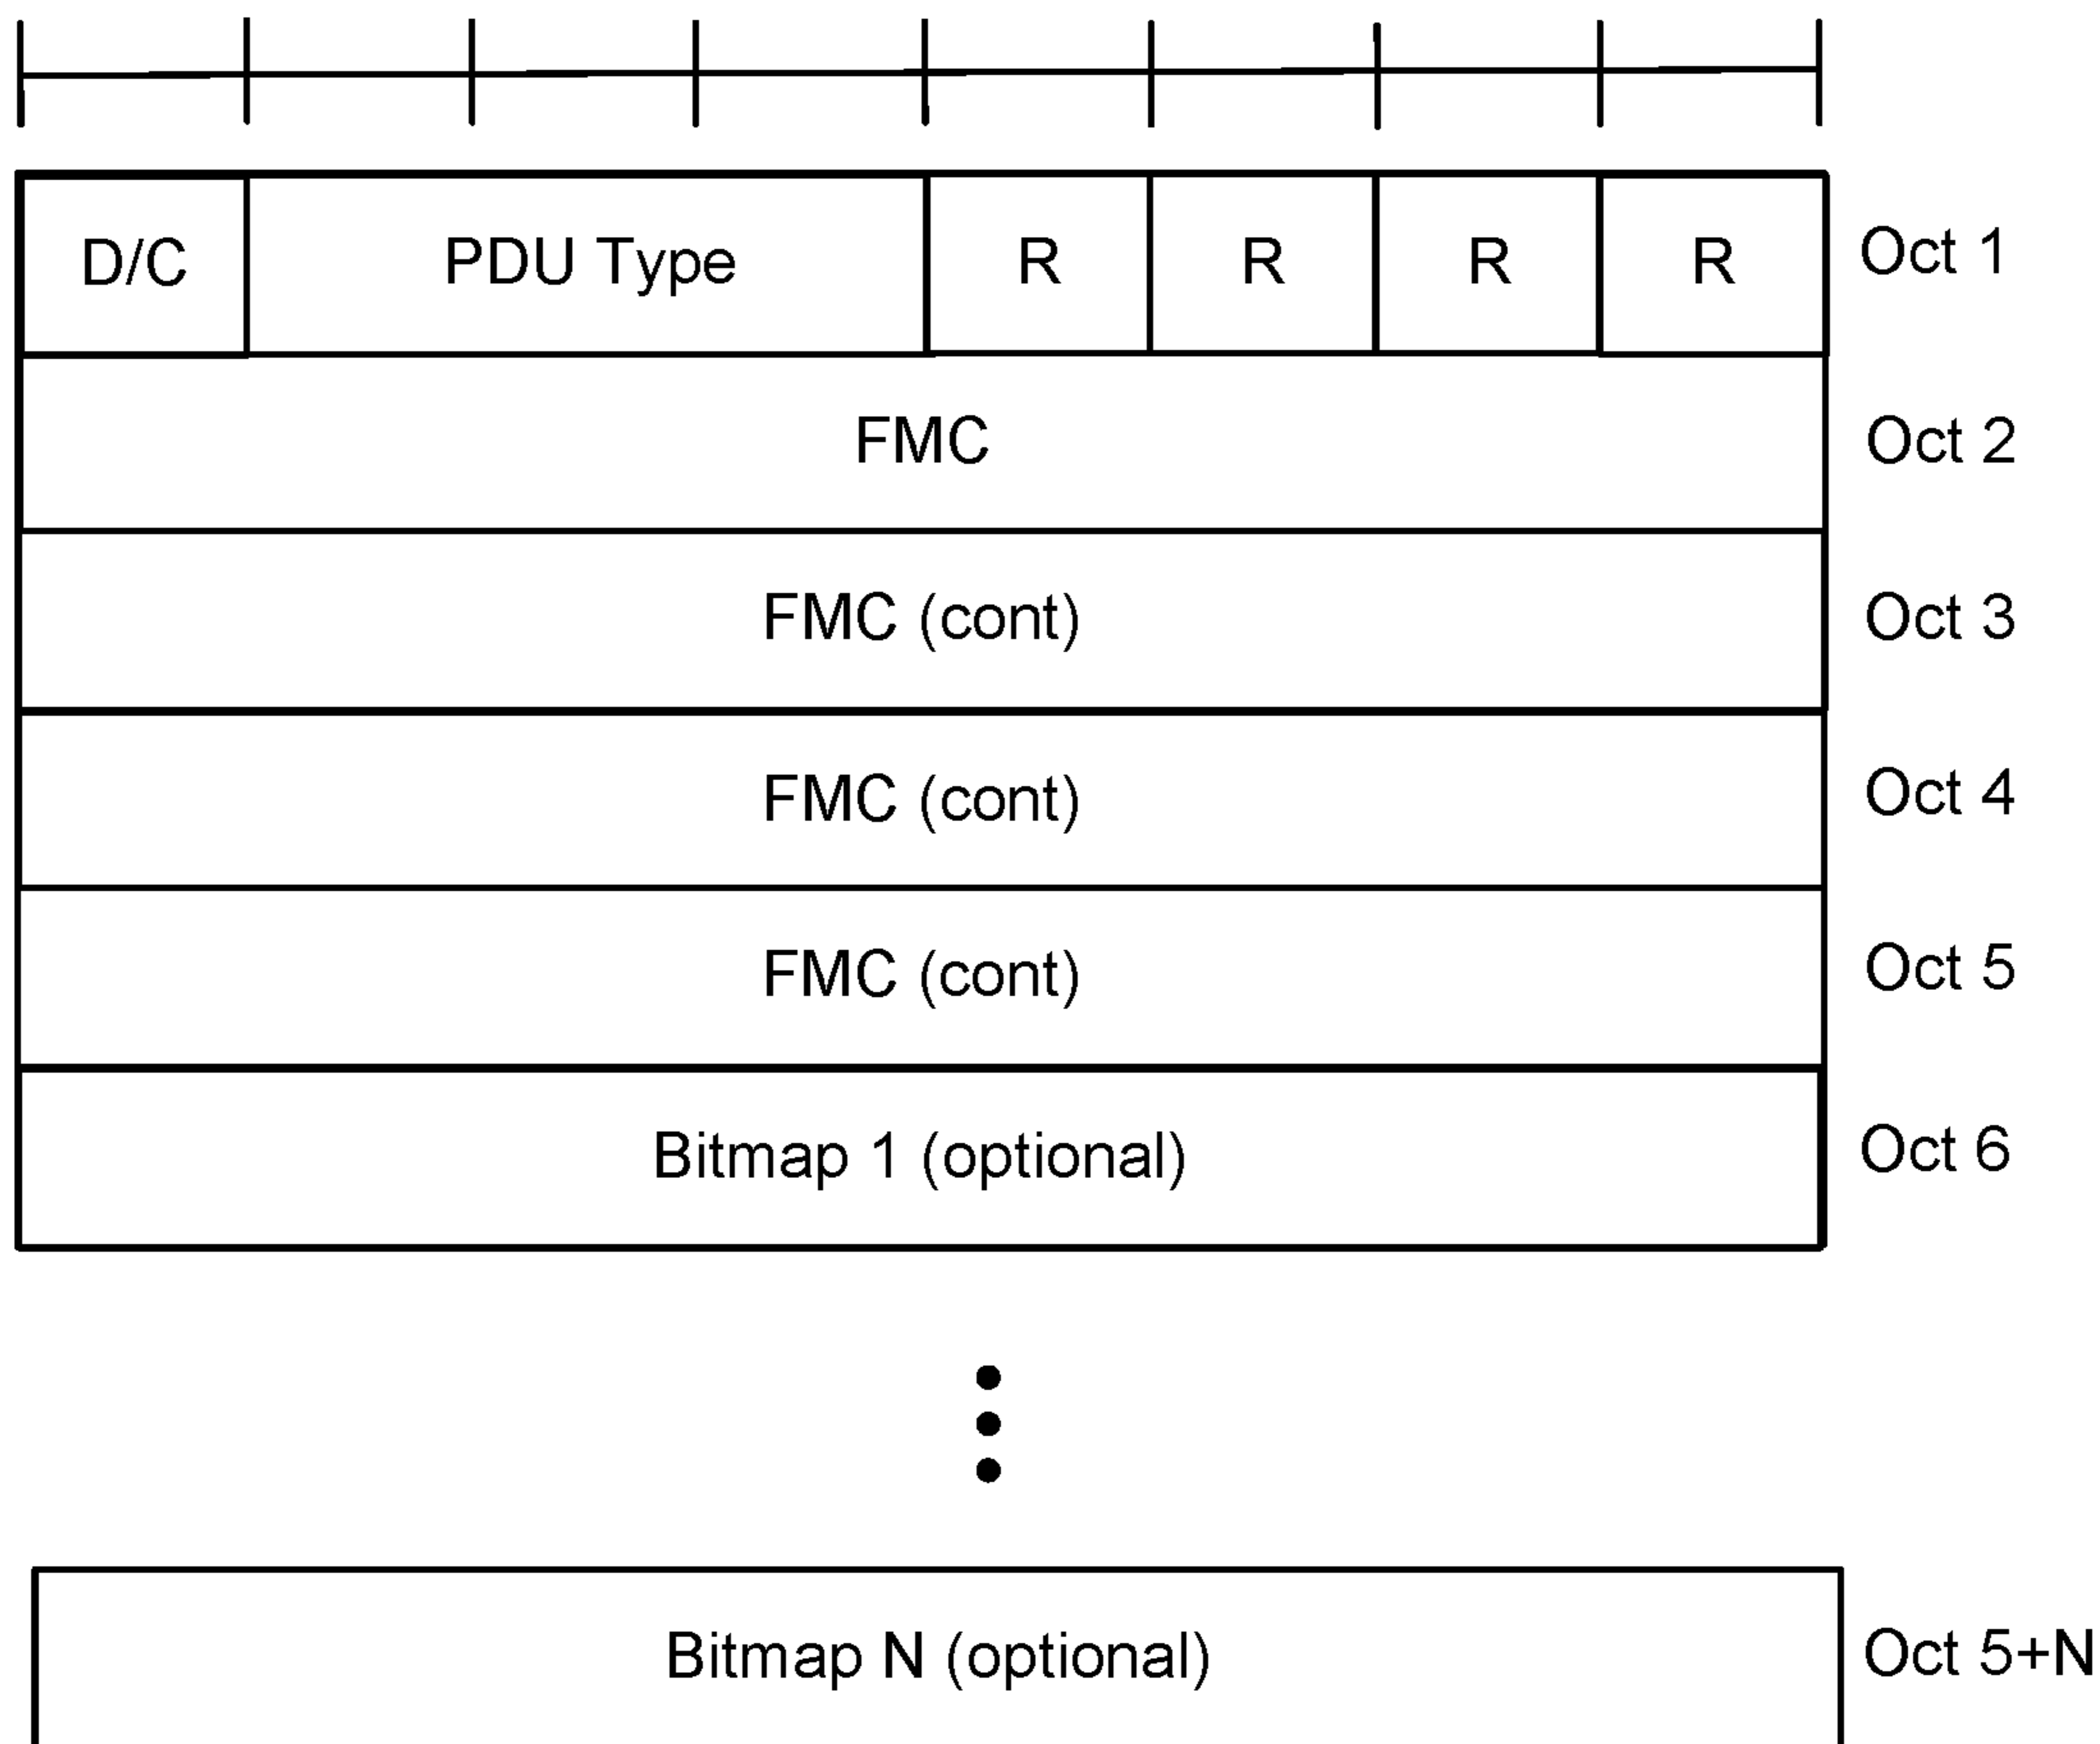 D/C PDU Type R R R R Oct 1
FMC Oct 2
FMC (cont) Oct 3
FMC (cont) Oct 4
FMC (cont) Oct 5
Bitmap 1 (optional) Oct 6
Bitmap N (optional) Oct 5+N